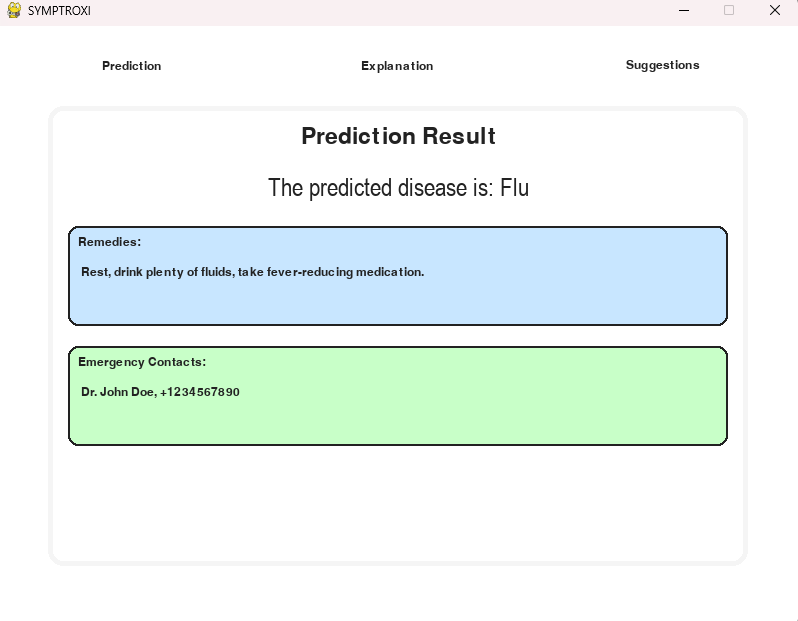 SYMPTROXI
Prediction
Explanation
Suggestions
Prediction Result
The predicted disease is: Flu
Remedies:
Rest, drink plenty of fluids, take fever-reducing medication.
Emergency Contacts:
Dr. John Doe, +1234567890